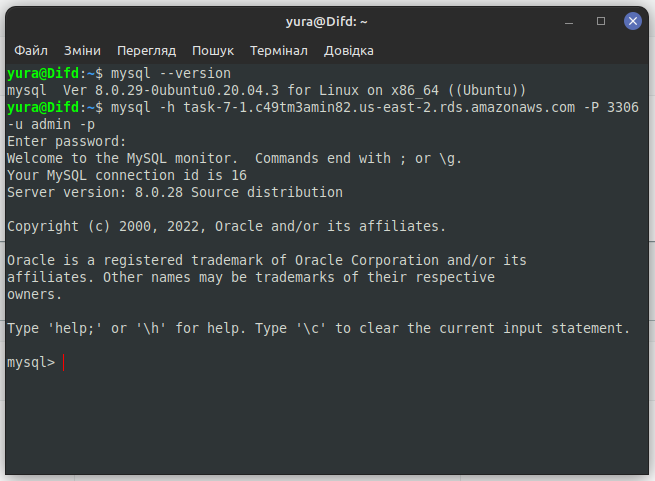 yura@Difd: ~
Файл Зміни Перегляд Пошук Термінал Довідка
yura@Difd:~$ mysql --version
mysql  Ver 8.0.29-0ubuntu0.20.04.3 for Linux on x86_64 ((Ubuntu))
yura@Difd:~$ mysql -h task-7-1.c49tm3amin82.us-east-2.rds.amazonaws.com -P 3306
-u admin -p
Enter password:
Welcome to the MySQL monitor.  Commands end with ; or \g.
Your MySQL connection id is 16
Server version: 8.0.28 Source distribution
Copyright (c) 2000, 2022, Oracle and/or its affiliates.
Oracle is a registered trademark of Oracle Corporation and/or its
affiliates. Other names may be trademarks of their respective
owners.
Type 'help;' or '\h' for help. Type '\c' to clear the current input statement.
mysql>